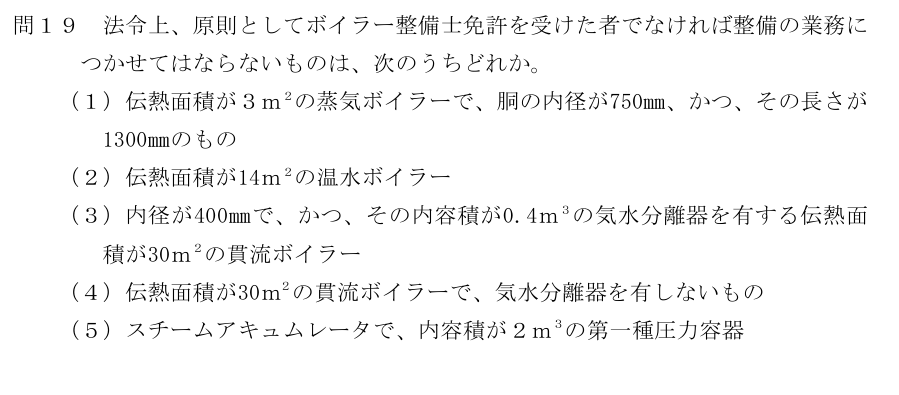 問１９　法令上、原則としてボイラー整備士免許を受けた者でなければ整備の業務に
つかせてはならないものは、次のうちどれか。
（１）伝熱面積が３ｍ²の蒸気ボイラーで、胴の内径が750㎜、かつ、その長さが
1300㎜のもの
（２）伝熱面積が14ｍ²の温水ボイラー
（３）内径が400㎜で、かつ、その内容積が0.4ｍ³の気水分離器を有する伝熱面
積が30ｍ²の貫流ボイラー
（４）伝熱面積が30ｍ²の貫流ボイラーで、気水分離器を有しないもの
（５）スチームアキュムレータで、内容積が２ｍ³の第一種圧力容器